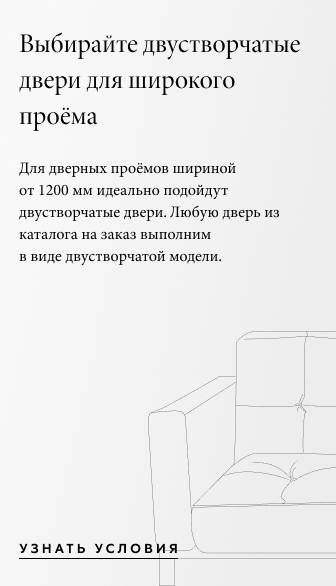 Выбирайте двустворчатые
двери для широкого
проёма
Для дверных проёмов шириной
от 1200 мм идеально подойдут
двустворчатые двери. Любую дверь из
каталога на заказ выполним
в виде двустворчатой модели.
УЗНАТЬ УСЛОВИЯ